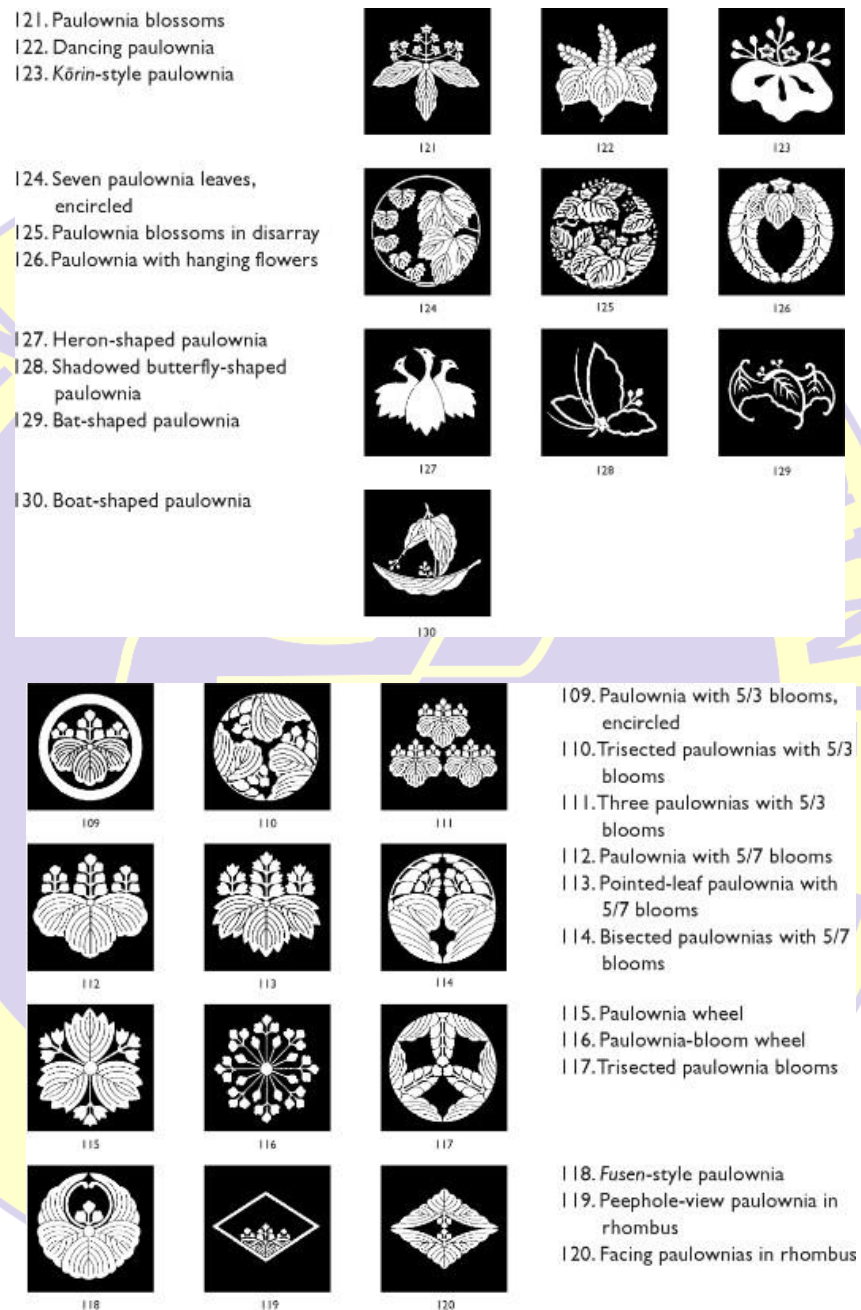 121. Paulownia blossoms
122. Dancing paulownia
123. Kōrin-style paulownia
121 122 123
124. Seven paulownia leaves,
encircled
125. Paulownia blossoms in disarray
126. Paulownia with hanging flowers
124 125 126
127. Heron-shaped paulownia
128. Shadowed butterfly-shaped
paulownia
129. Bat-shaped paulownia
127 128 129
130. Boat-shaped paulownia
130
109 110 111
109. Paulownia with 5/3 blooms,
encircled
110. Trisected paulownias with 5/3
blooms
111. Three paulownias with 5/3
blooms
112. Paulownia with 5/7 blooms
113. Pointed-leaf paulownia with
5/7 blooms
114. Bisected paulownias with 5/7
blooms
112 113 114
115. Paulownia wheel
116. Paulownia-bloom wheel
117. Trisected paulownia blooms
115 116 117
118. Fusen-style paulownia
119. Peephole-view paulownia in
rhombus
120. Facing paulownias in rhombus
118 119 120